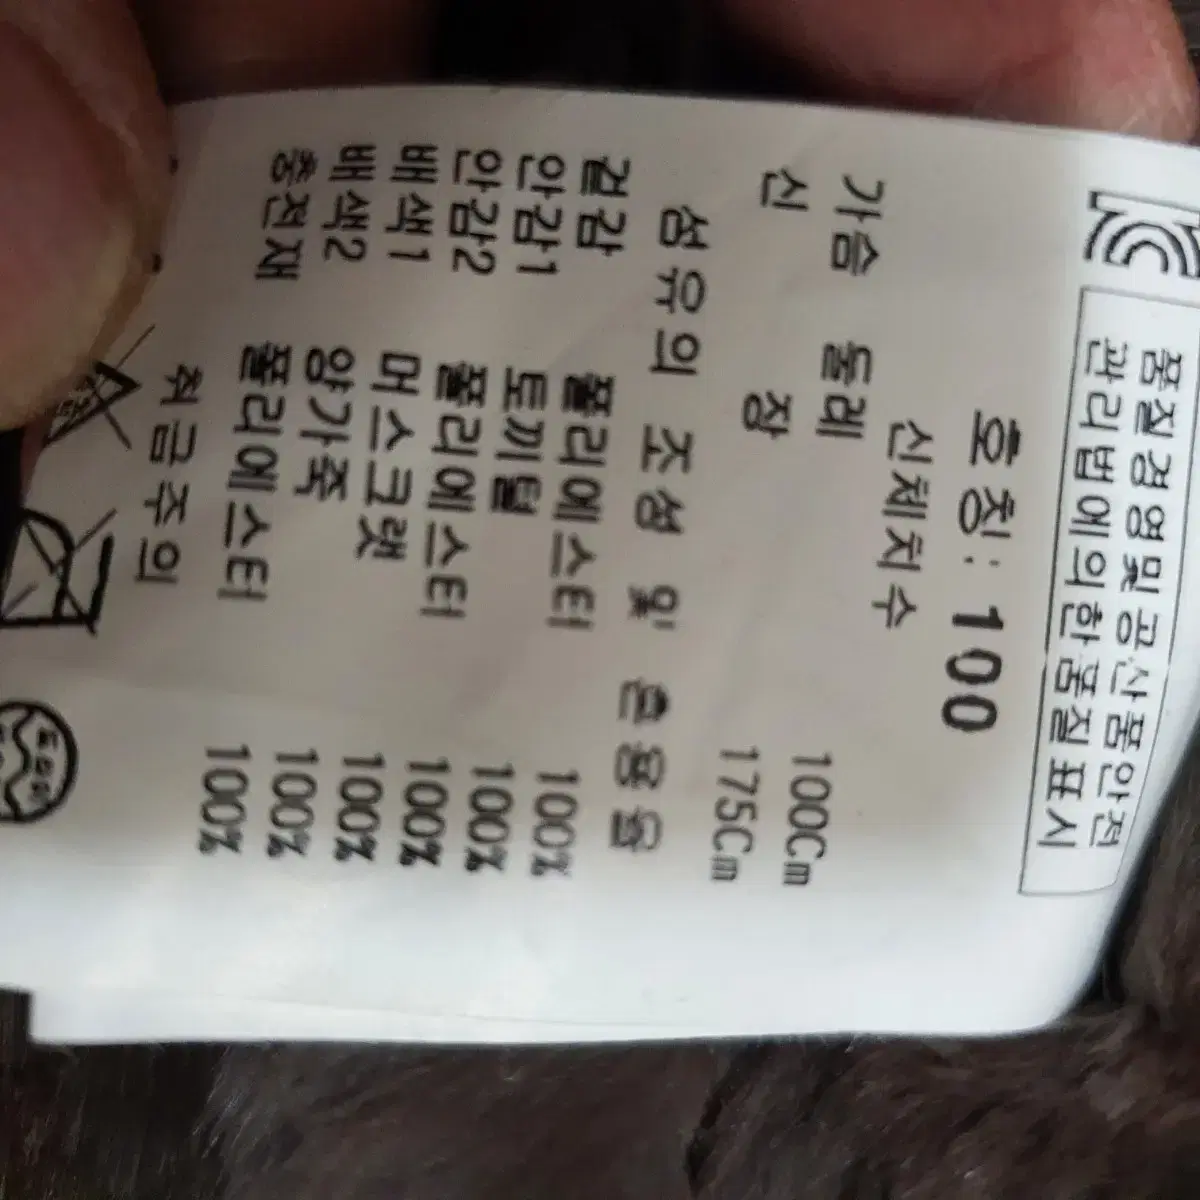 KC
품질경영및공산품안전
관리법에의한품질표시
호칭: 100
신체치수
가슴 둘레 100Cm
신 장 175Cm
섬유의 조성 및 혼용율
겉감 폴리에스터 100%
안감1 토끼털 100%
안감2 폴리에스터 100%
배색1 머스크랫 100%
배색2 양가죽 100%
충전재 폴리에스터 100%
취급주의